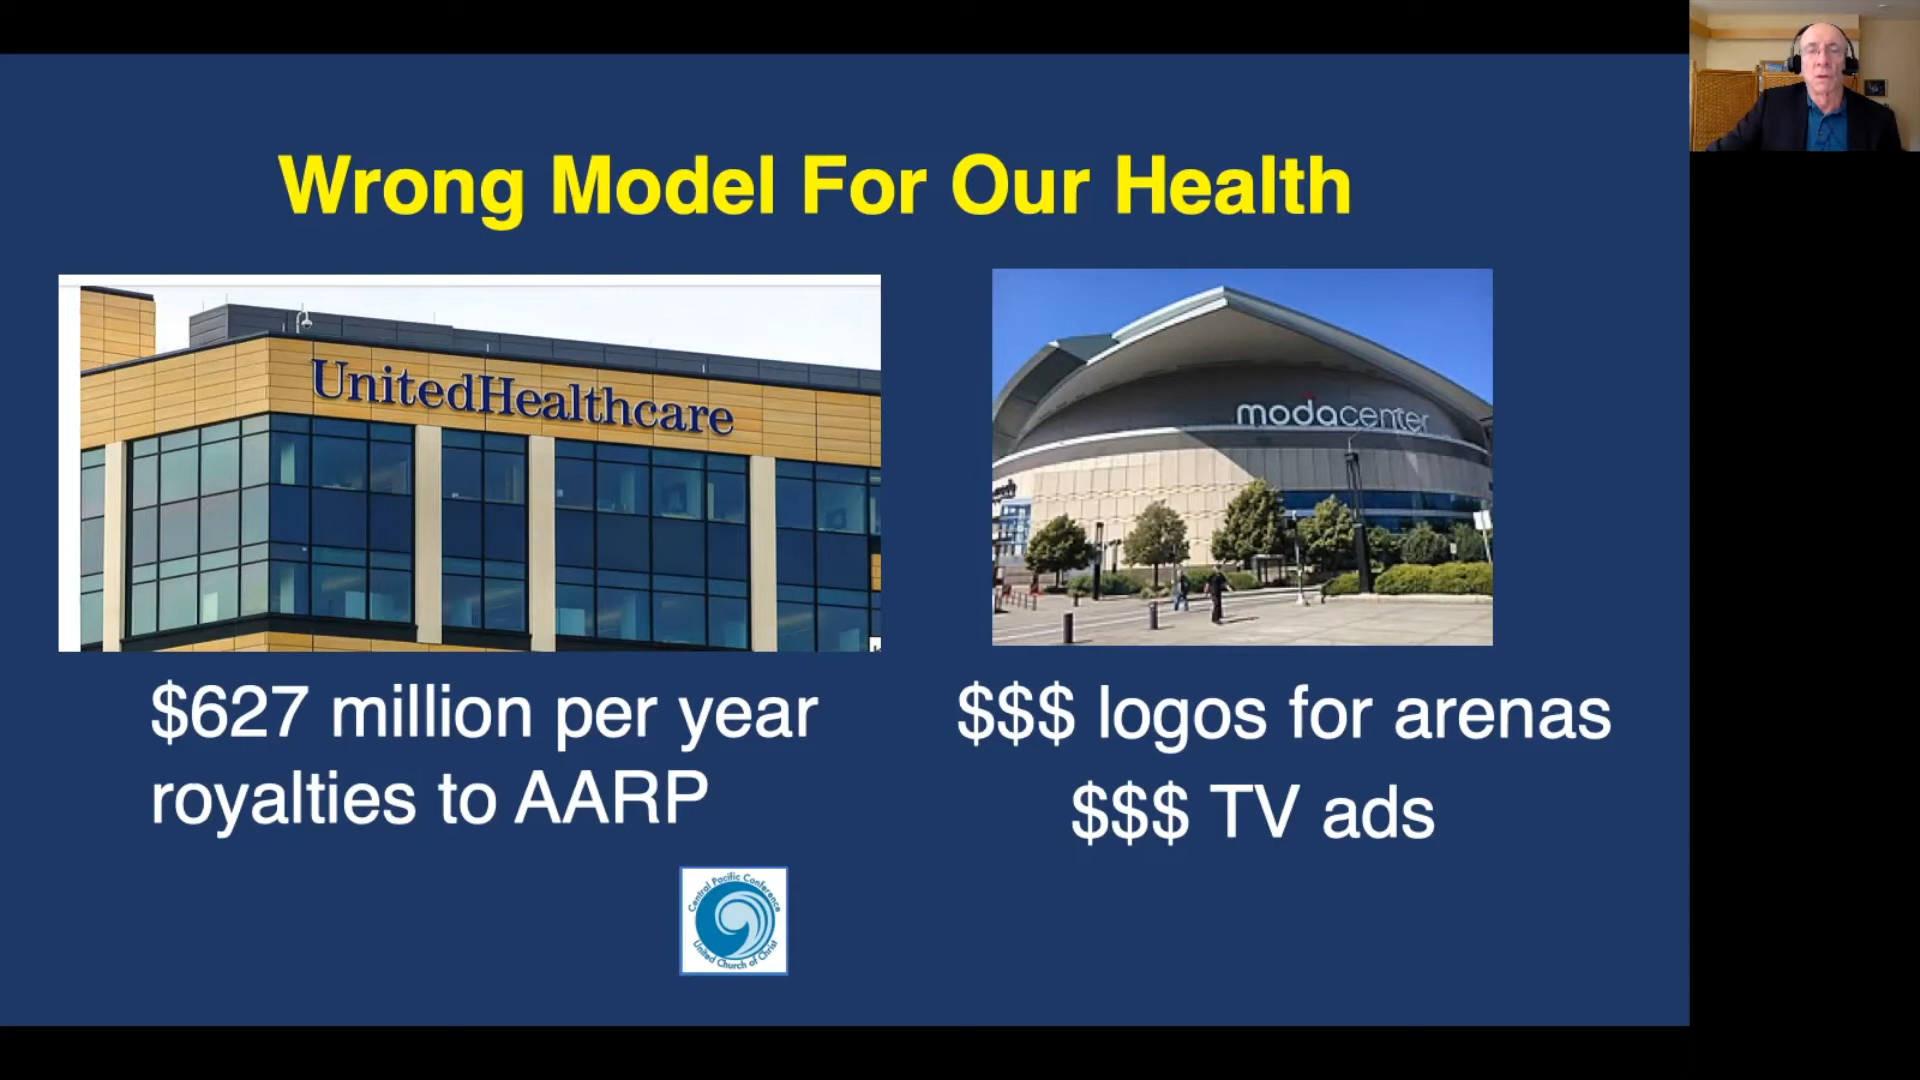 Wrong Model For Our Health
UnitedHealthcare
modacenter
$627 million per year
royalties to AARP
$$$ logos for arenas
$$$ TV ads
Central Pacific Conference
United Church of Christ